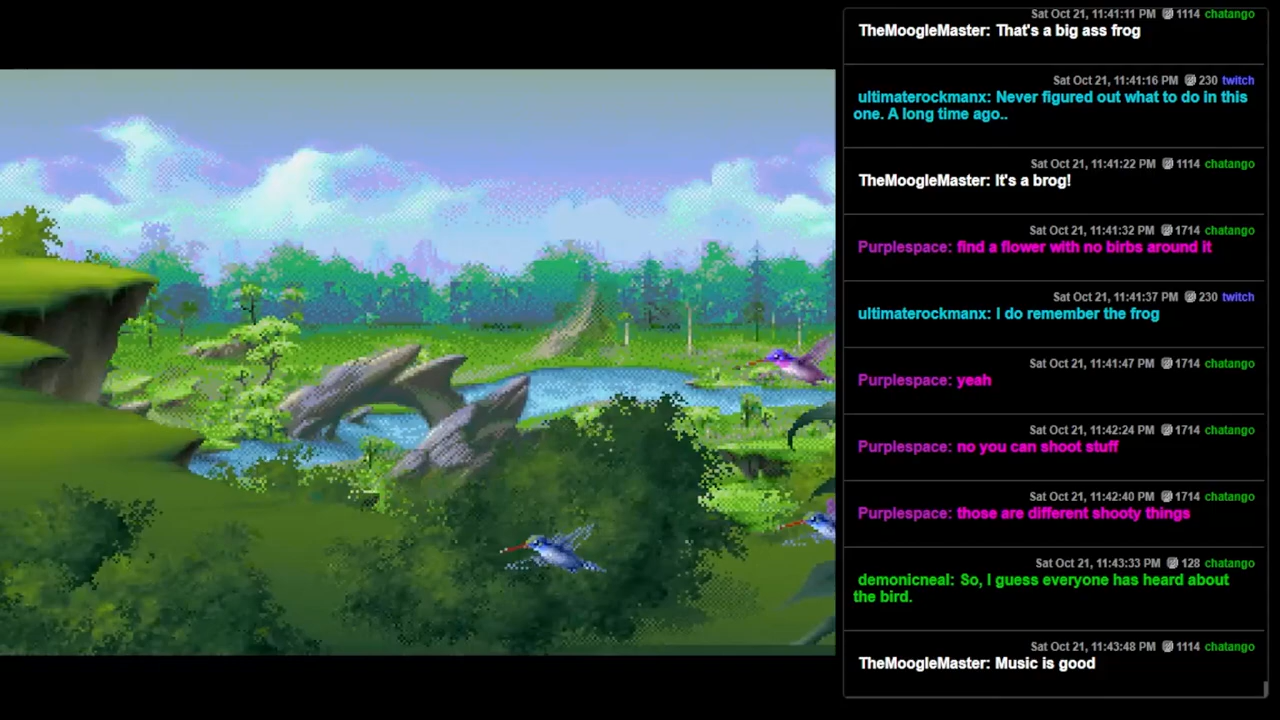 Sat Oct 21, 11:41:11 PM 1114 chatango
TheMoogleMaster: That's a big ass frog
Sat Oct 21, 11:41:16 PM 230 twitch
ultimaterockmanx: Never figured out what to do in this
one. A long time ago..
Sat Oct 21, 11:41:22 PM 1114 chatango
TheMoogleMaster: It's a brog!
Sat Oct 21, 11:41:32 PM 1714 chatango
Purplespace: find a flower with no birbs around it
Sat Oct 21, 11:41:37 PM 230 twitch
ultimaterockmanx: I do remember the frog
Sat Oct 21, 11:41:47 PM 1714 chatango
Purplespace: yeah
Sat Oct 21, 11:42:24 PM 1714 chatango
Purplespace: no you can shoot stuff
Sat Oct 21, 11:42:40 PM 1714 chatango
Purplespace: those are different shooty things
Sat Oct 21, 11:43:33 PM 128 chatango
demonicneal: So, I guess everyone has heard about
the bird.
Sat Oct 21, 11:43:48 PM 1114 chatango
TheMoogleMaster: Music is good